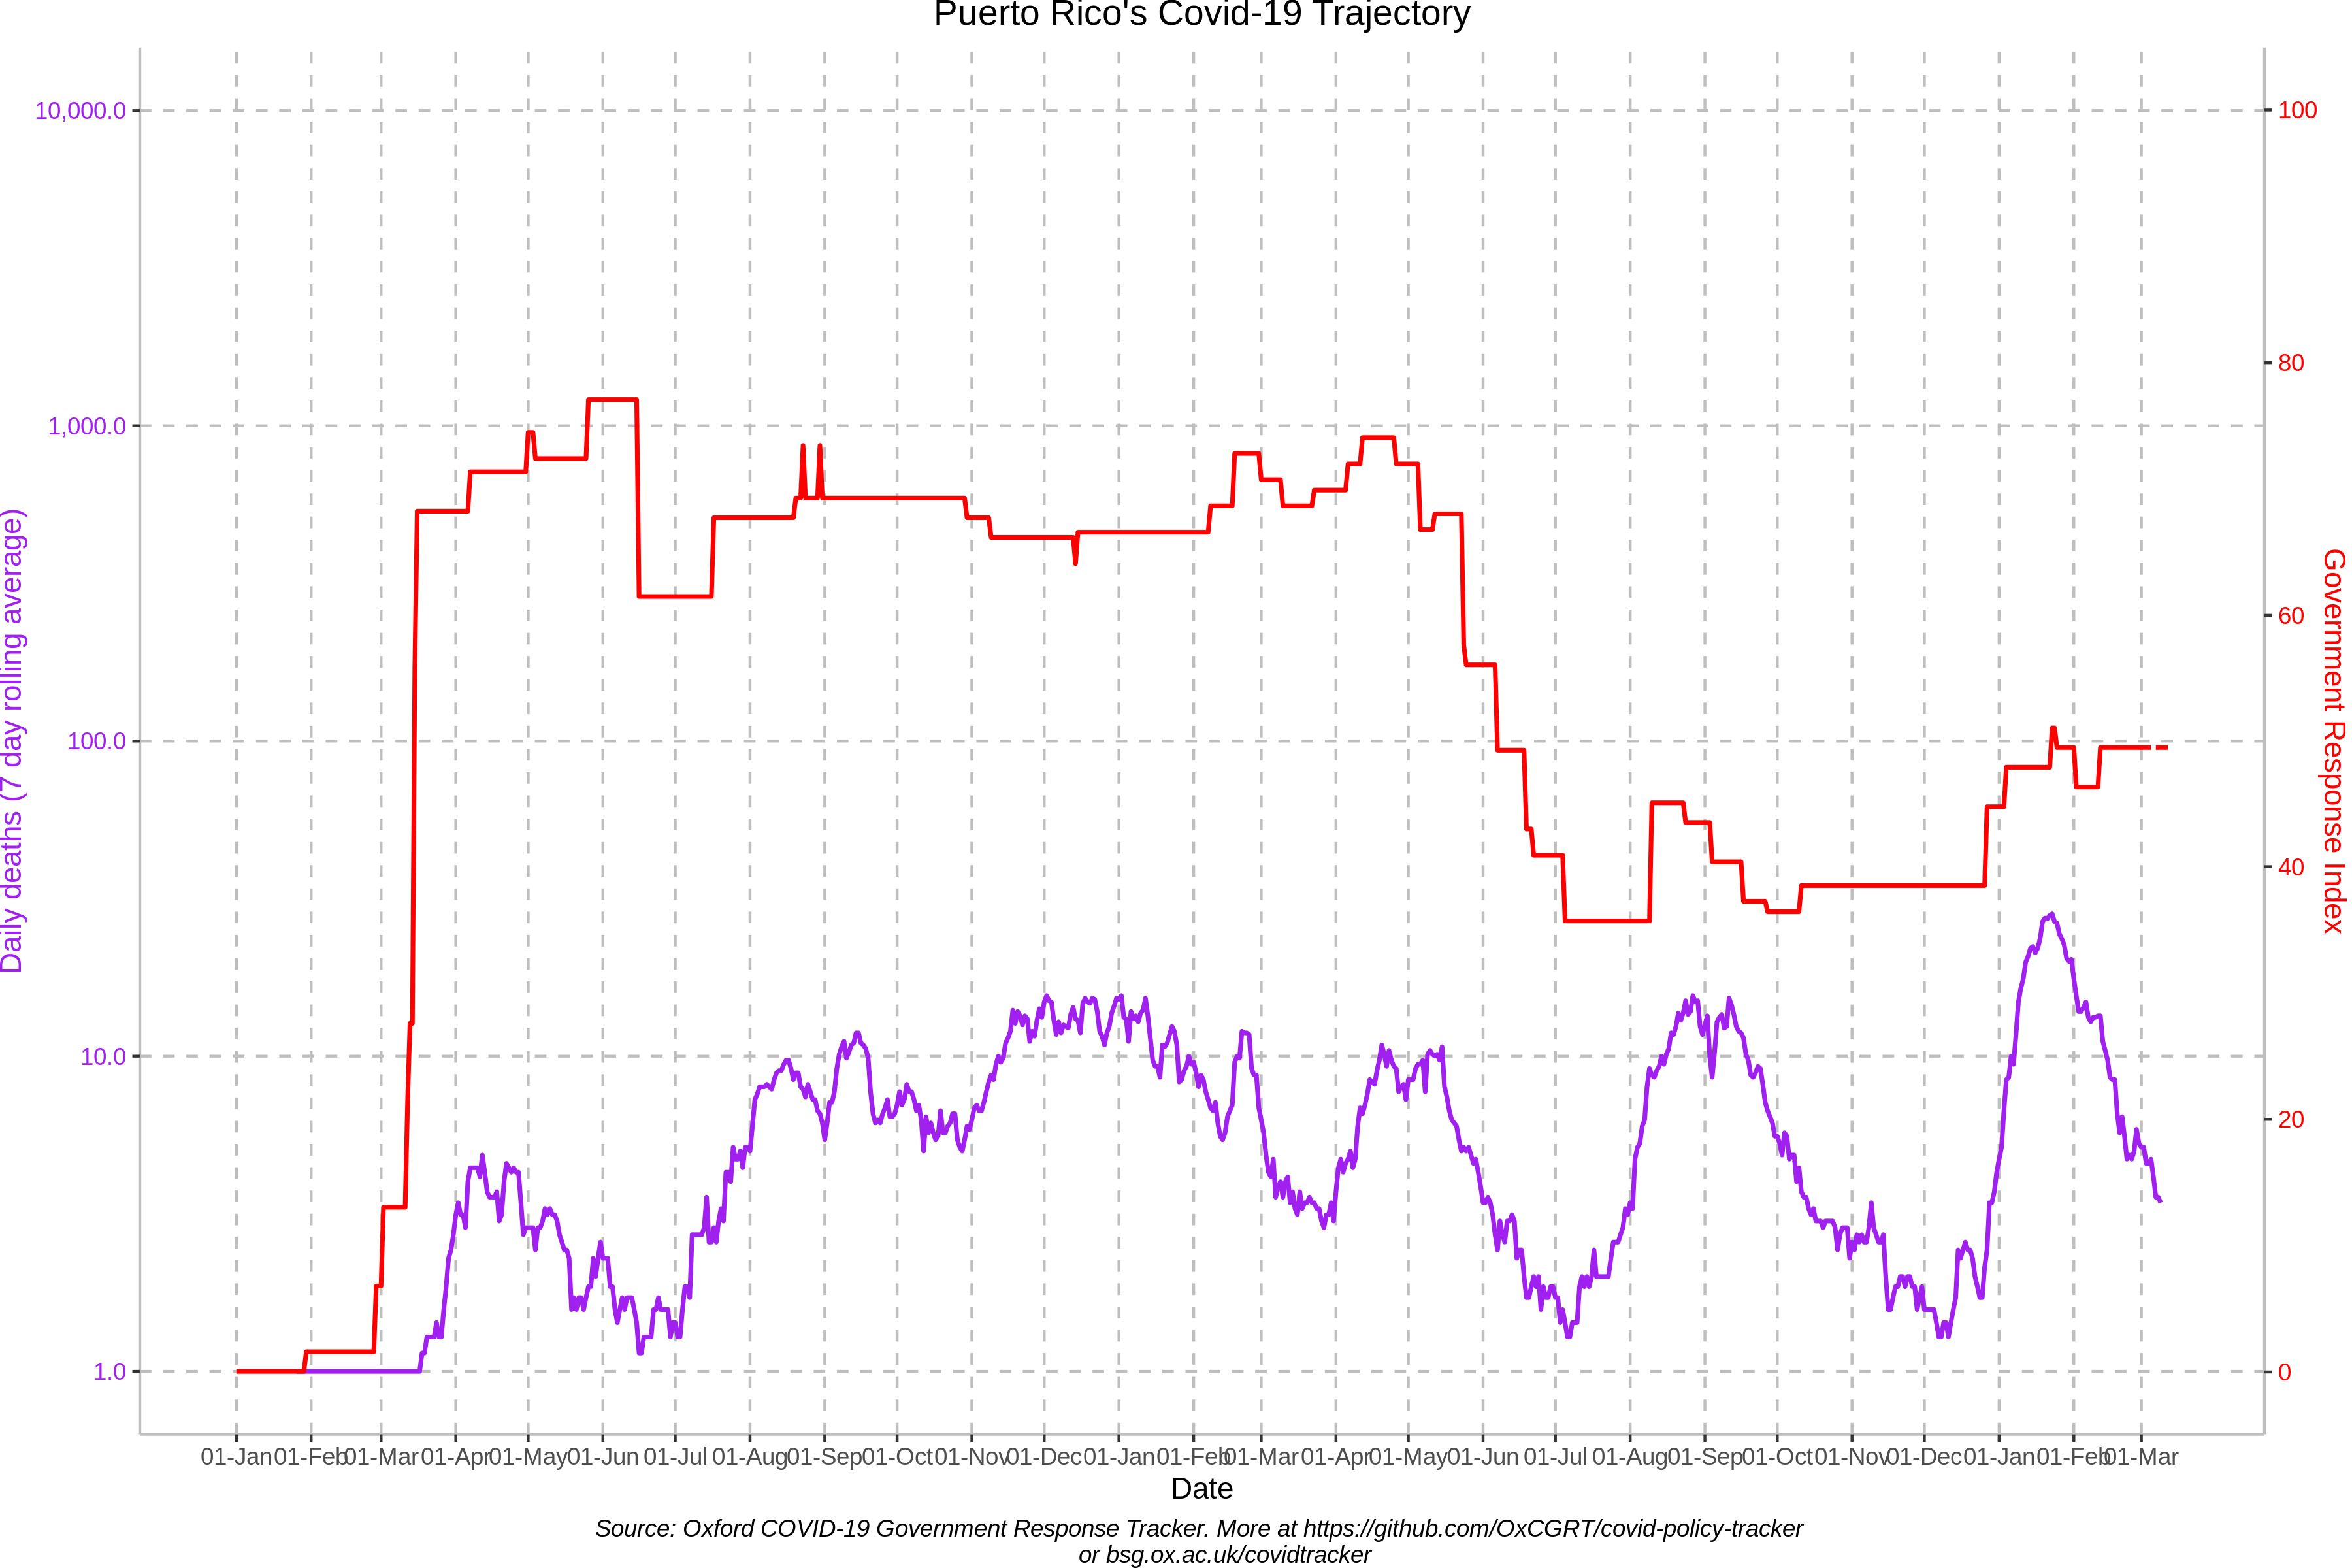 Puerto Rico's Covid-19 Trajectory
10,000.0
1,000.0
100.0
10.0
1.0
Daily deaths (7 day rolling average)
100
80
60
40
20
0
Government Response Index
01-Jan 01-Feb 01-Mar 01-Apr 01-May 01-Jun 01-Jul 01-Aug 01-Sep 01-Oct 01-Nov 01-Dec 01-Jan 01-Feb 01-Mar 01-Apr 01-May 01-Jun 01-Jul 01-Aug 01-Sep 01-Oct 01-Nov 01-Dec 01-Jan 01-Feb 01-Mar
Date
Source: Oxford COVID-19 Government Response Tracker. More at https://github.com/OxCGRT/covid-policy-tracker
or bsg.ox.ac.uk/covidtracker